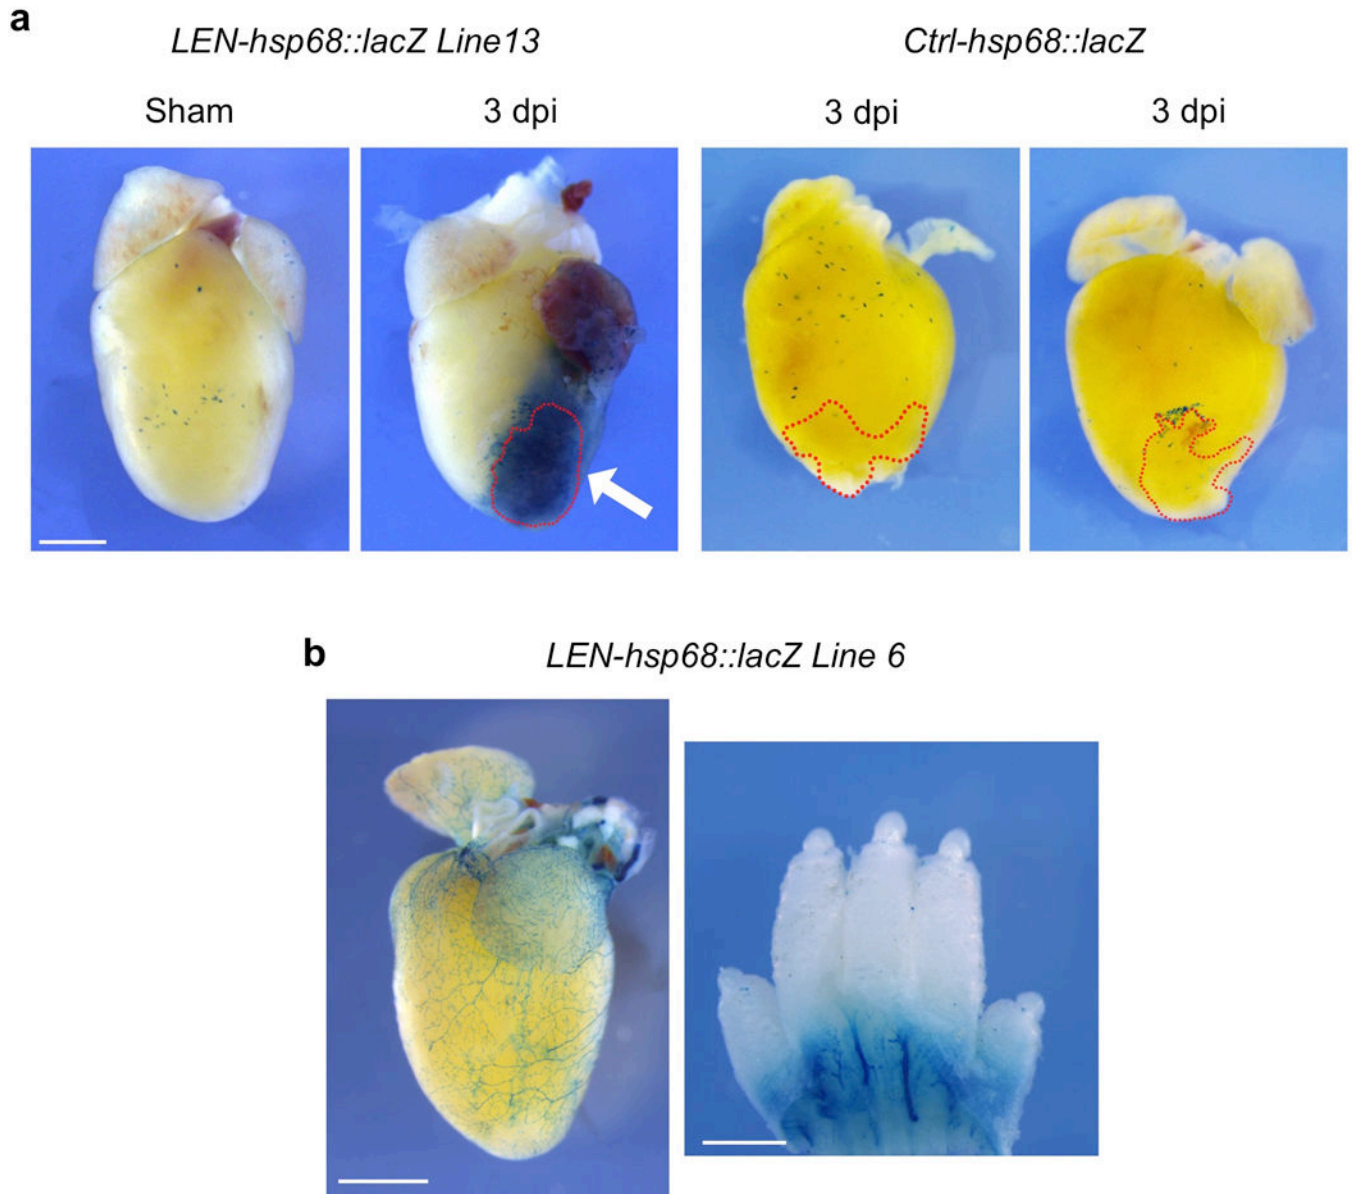 a
LEN-hsp68::lacZ Line13
Ctrl-hsp68::lacZ
Sham
3 dpi
3 dpi
3 dpi
b
LEN-hsp68::lacZ Line 6